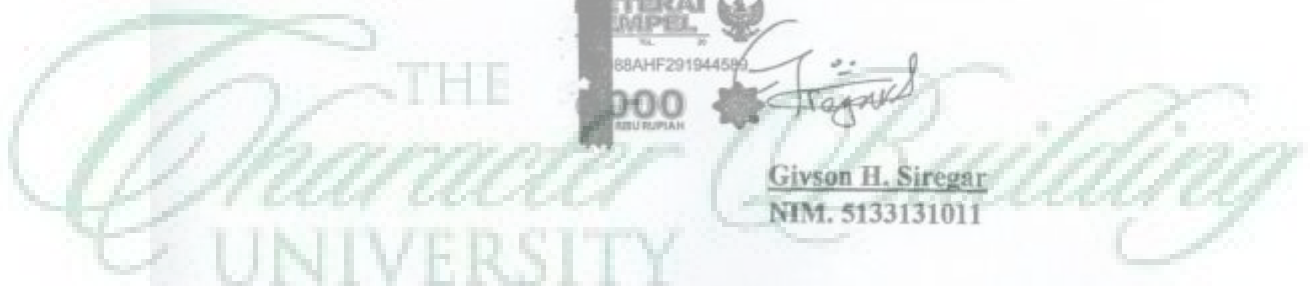 METERAI
TEMPEL
88AHF291944589
000
RIBU RUPIAH
THE
Character Building
UNIVERSITY
Givson H. Siregar
NIM. 5133131011